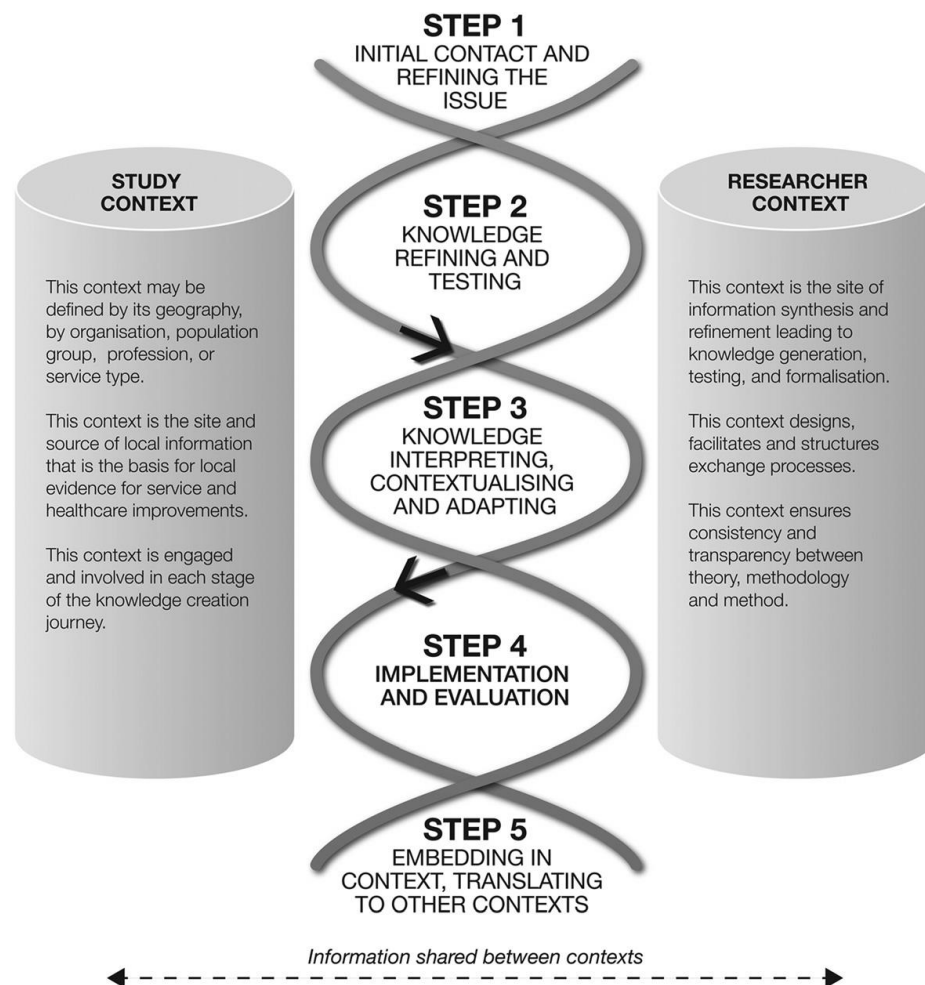 STEP 1
INITIAL CONTACT AND
REFINING THE
ISSUE
STUDY
CONTEXT
This context may be
defined by its geography,
by organisation, population
group, profession, or
service type.
This context is the site and
source of local information
that is the basis for local
evidence for service and
healthcare improvements.
This context is engaged
and involved in each stage
of the knowledge creation
journey.
STEP 2
KNOWLEDGE
REFINING AND
TESTING
STEP 3
KNOWLEDGE
INTERPRETING,
CONTEXTUALISING
AND ADAPTING
STEP 4
IMPLEMENTATION
AND EVALUATION
STEP 5
EMBEDDING IN
CONTEXT, TRANSLATING
TO OTHER CONTEXTS
RESEARCHER
CONTEXT
This context is the site of
information synthesis and
refinement leading to
knowledge generation,
testing, and formalisation.
This context designs,
facilitates and structures
exchange processes.
This context ensures
consistency and
transparency between
theory, methodology
and method.
Information shared between contexts